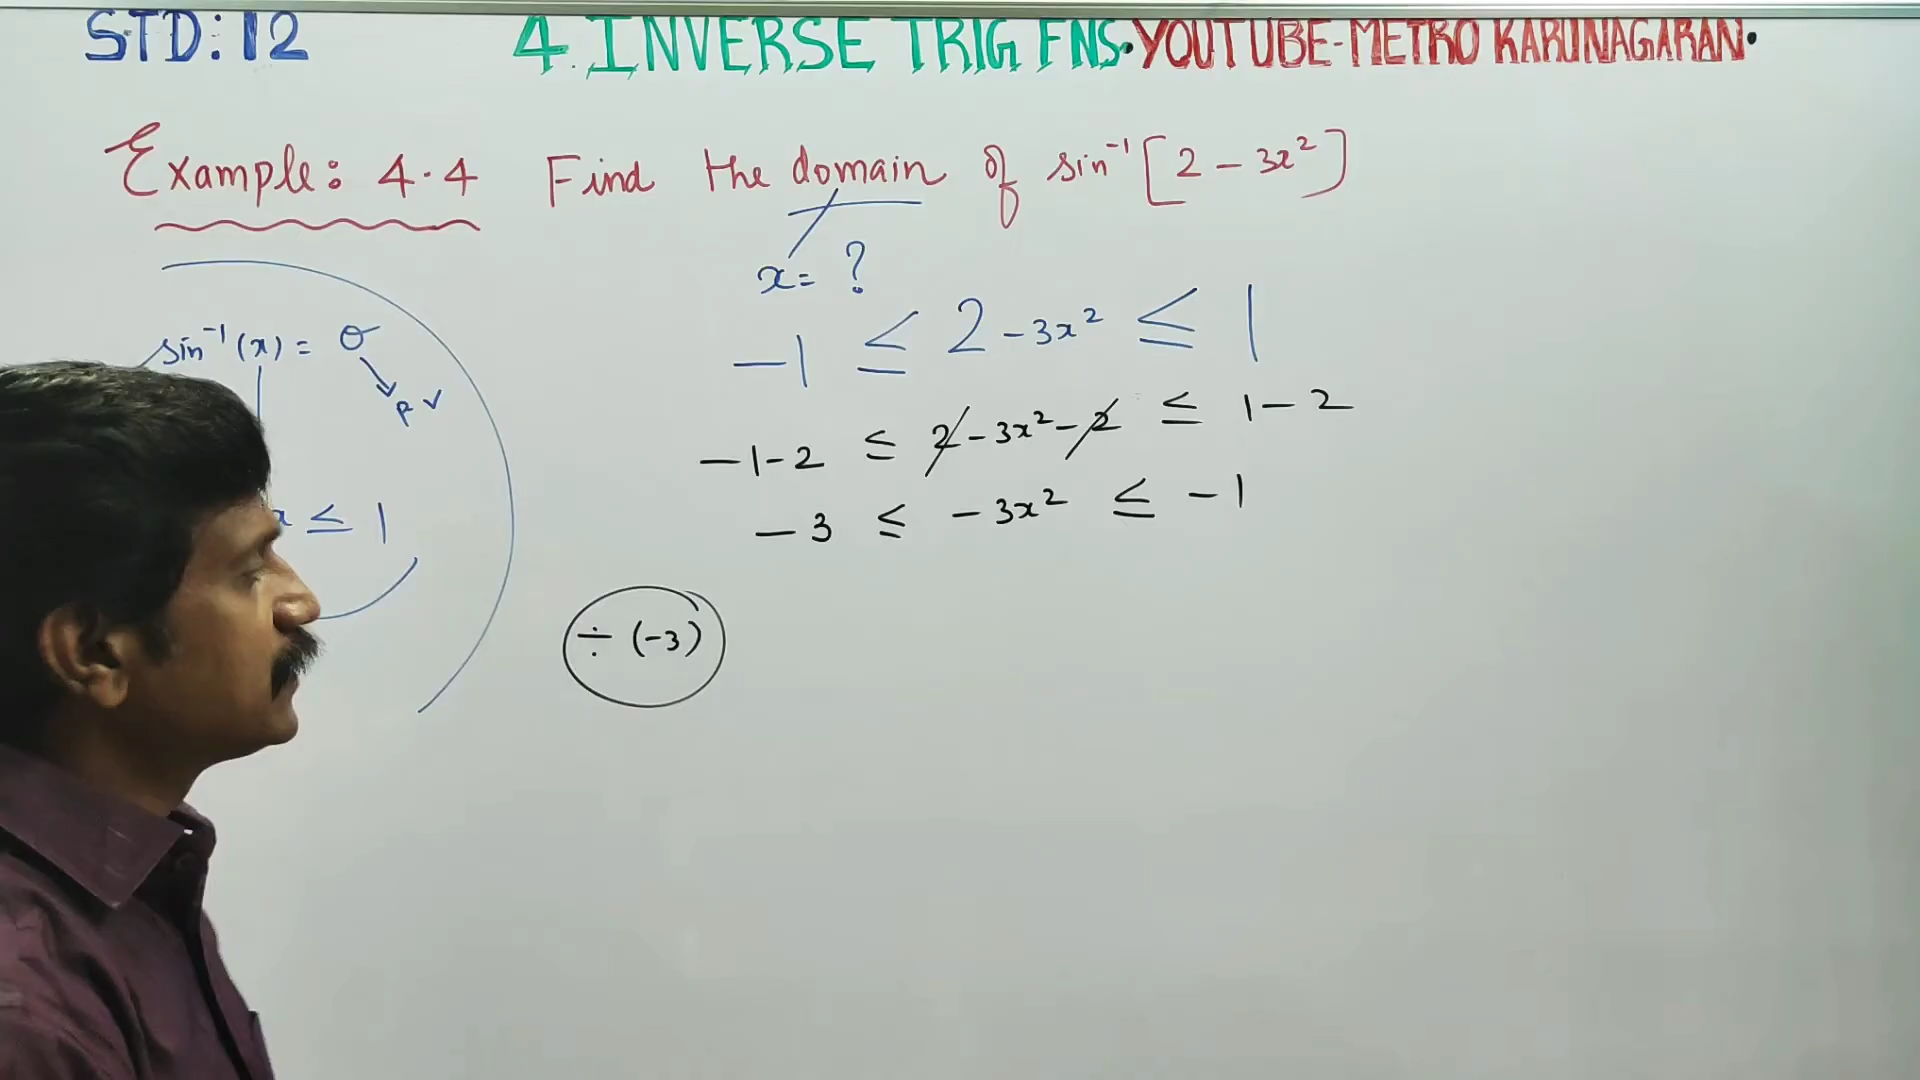 STD: 12 4. INVERSE TRIG FNS. YOUTUBE-METRO KARUNAGARAN.
Example: 4.4 Find the domain of sin⁻¹[2 - 3x²]
x = ?
sin⁻¹(x) = θ
P V
x ≤ 1
-1 ≤ 2 - 3x² ≤ 1
-1-2 ≤ 2 - 3x² - 2 ≤ 1-2
-3 ≤ -3x² ≤ -1
÷ (-3)